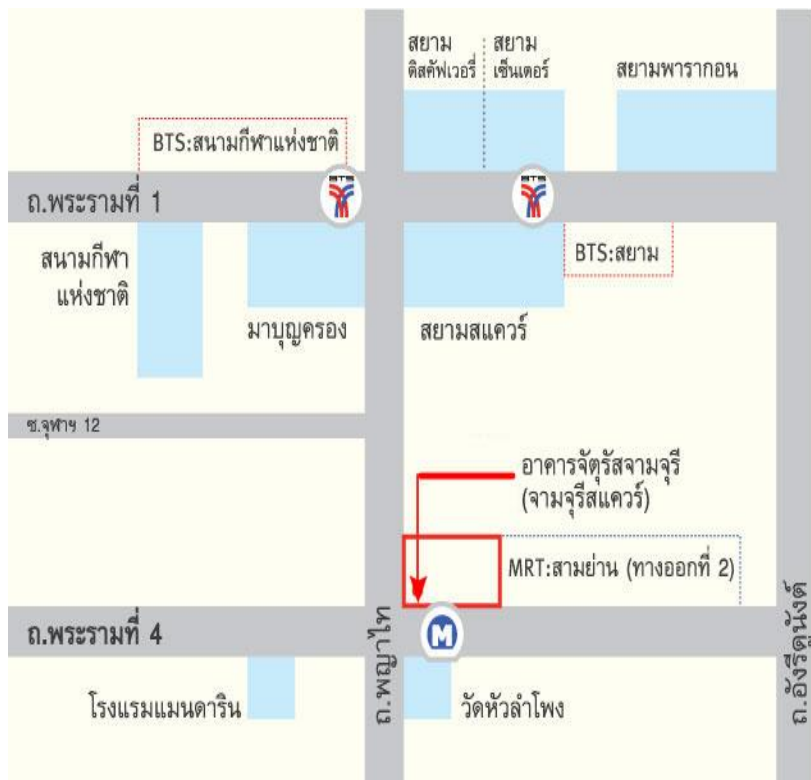 สยาม
ดิสคัฟเวอรี่
สยาม
เซ็นเตอร์
สยามพารากอน
BTS:สนามกีฬาแห่งชาติ
BTS
BTS
ถ.พระรามที่ 1
สนามกีฬา
แห่งชาติ
BTS:สยาม
มาบุญครอง
สยามสแควร์
ซ.จุฬาฯ 12
อาคารจัตุรัสจามจุรี
(จามจุรีสแควร์)
MRT:สามย่าน (ทางออกที่ 2)
ถ.พระรามที่ 4
M
ถ.พญาไท
ถ.อังรีดูนังต์
โรงแรมแมนดาริน
วัดหัวลำโพง